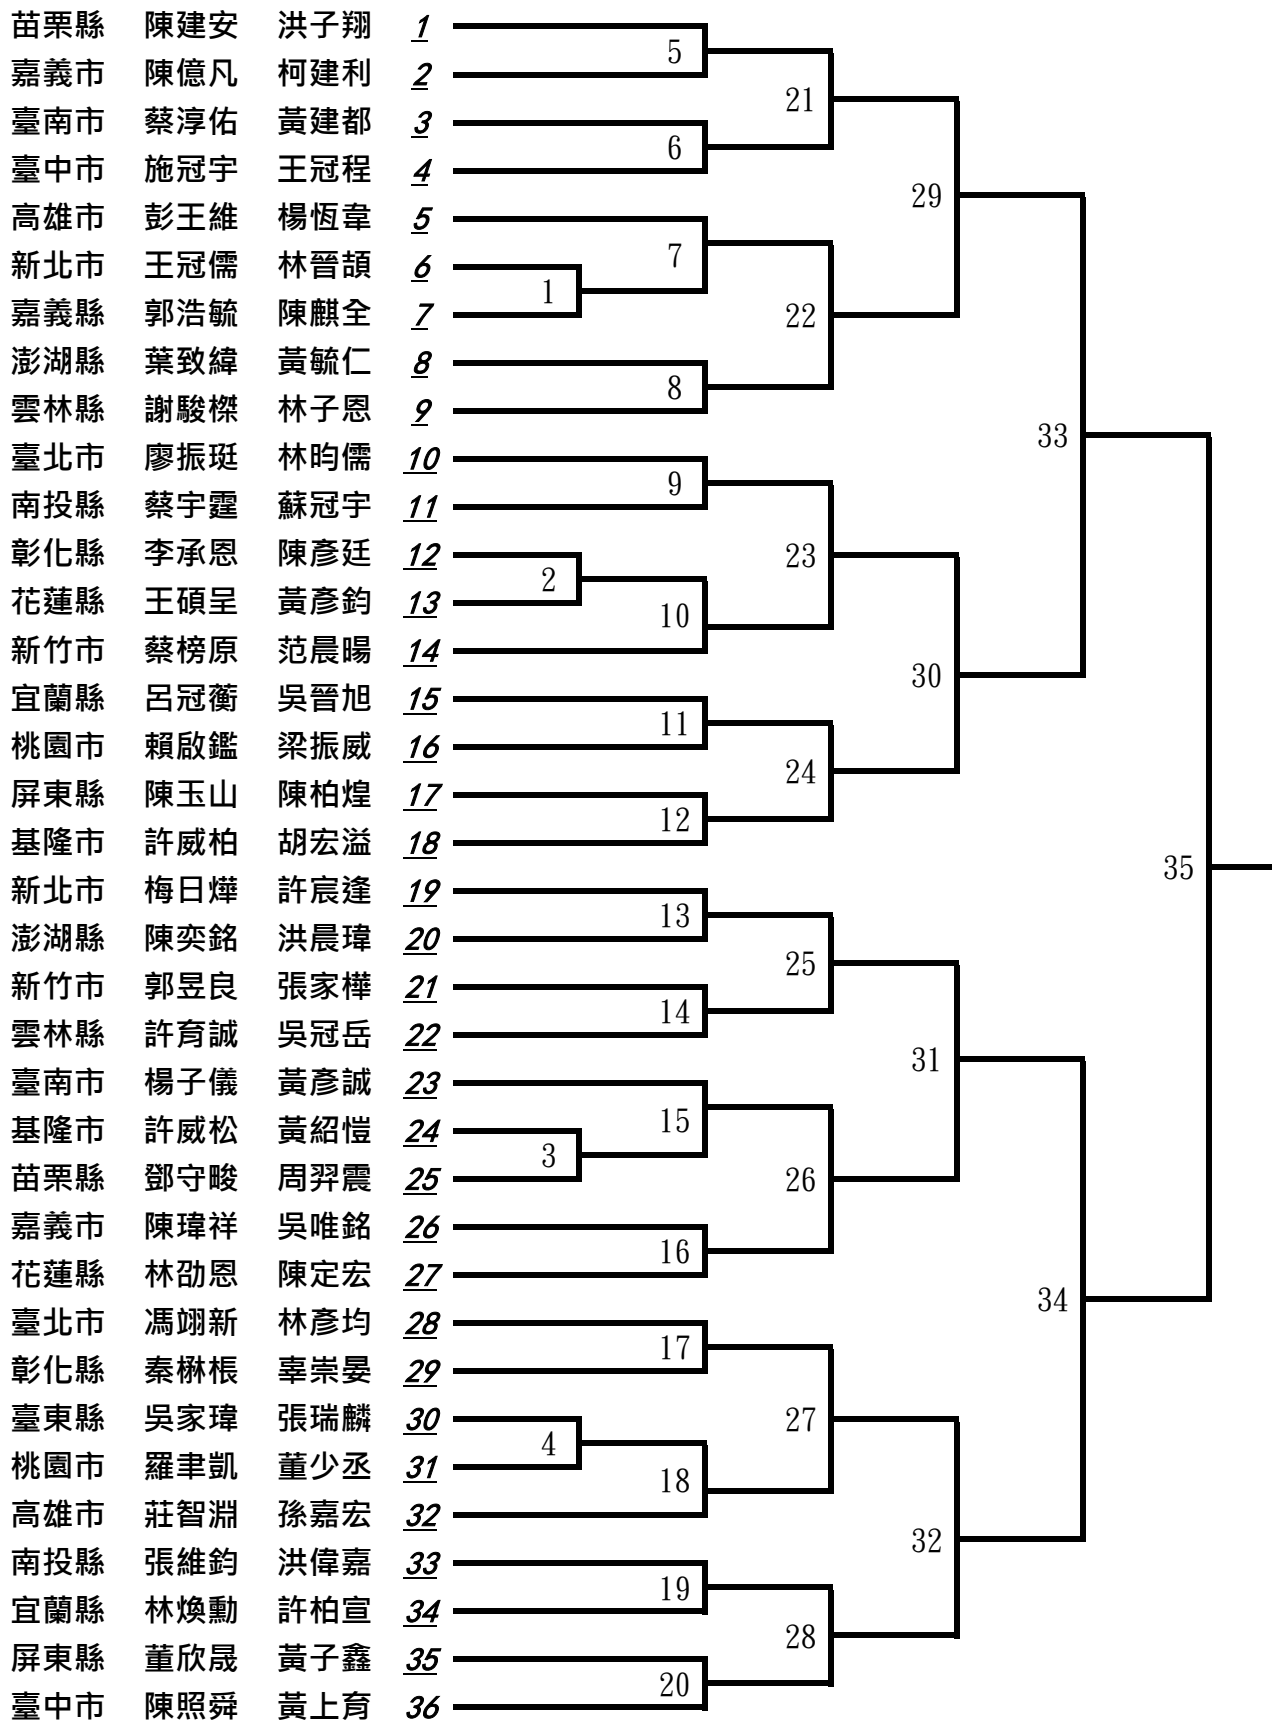 苗栗縣 陳建安 洪子翔 1
5
嘉義市 陳億凡 柯建利 2
21
臺南市 蔡淳佑 黃建都 3
6
臺中市 施冠宇 王冠程 4
29
高雄市 彭王維 楊恆韋 5
7
新北市 王冠儒 林晉頡 6
1
嘉義縣 郭浩毓 陳麒全 7
22
澎湖縣 葉致緯 黃毓仁 8
8
雲林縣 謝駿榤 林子恩 9
33
臺北市 廖振珽 林昀儒 10
9
南投縣 蔡宇霆 蘇冠宇 11
彰化縣 李承恩 陳彥廷 12
23
2
花蓮縣 王碩呈 黃彥鈞 13
10
新竹市 蔡榜原 范晨暘 14
30
宜蘭縣 呂冠蘅 吳晉旭 15
11
桃園市 賴啟鑑 梁振威 16
24
屏東縣 陳玉山 陳柏煌 17
12
基隆市 許威柏 胡宏溢 18
35
新北市 梅日燁 許宸逢 19
13
澎湖縣 陳奕銘 洪晨瑋 20
25
新竹市 郭昱良 張家樺 21
14
雲林縣 許育誠 吳冠岳 22
31
臺南市 楊子儀 黃彥誠 23
15
基隆市 許威松 黃紹愷 24
3
苗栗縣 鄧守畯 周羿震 25
26
嘉義市 陳瑋祥 吳唯銘 26
16
花蓮縣 林劭恩 陳定宏 27
34
臺北市 馮翊新 林彥均 28
17
彰化縣 秦楙棖 辜崇晏 29
臺東縣 吳家瑋 張瑞麟 30
27
4
桃園市 羅聿凱 董少丞 31
18
高雄市 莊智淵 孫嘉宏 32
32
南投縣 張維鈞 洪偉嘉 33
19
宜蘭縣 林煥勳 許柏宣 34
28
屏東縣 董欣晟 黃子鑫 35
20
臺中市 陳照舜 黃上育 36